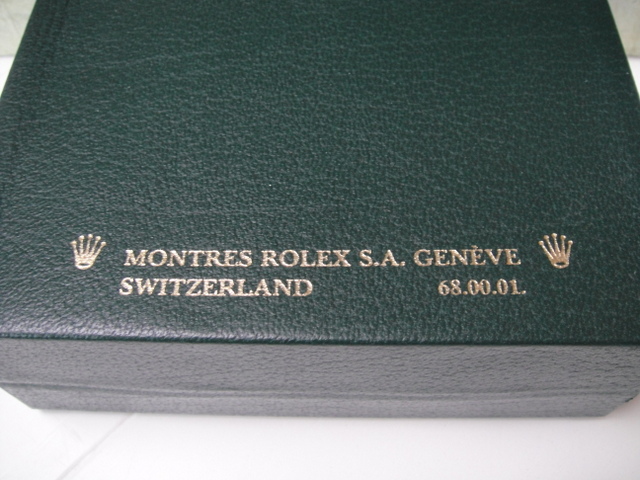 MONTRES ROLEX S.A. GENÈVE
SWITZERLAND 68.00.01.